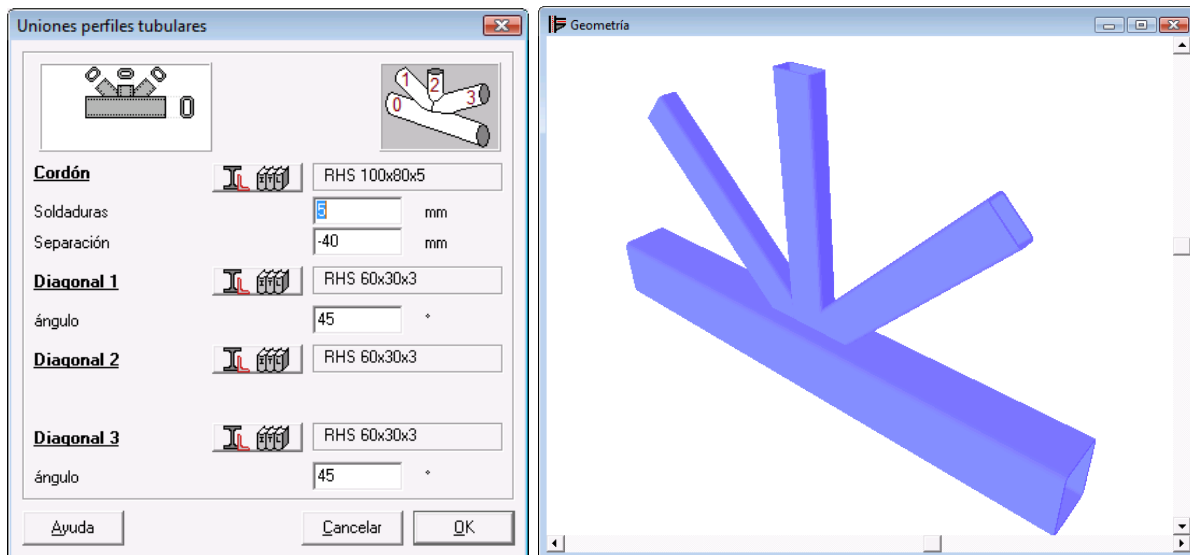 Uniones perfiles tubulares
1 2 3
0
Cordón RHS 100x80x5
Soldaduras 5 mm
Separación -40 mm
Diagonal 1 RHS 60x30x3
ángulo 45 °
Diagonal 2 RHS 60x30x3
Diagonal 3 RHS 60x30x3
ángulo 45 °
Ayuda Cancelar OK
Geometría